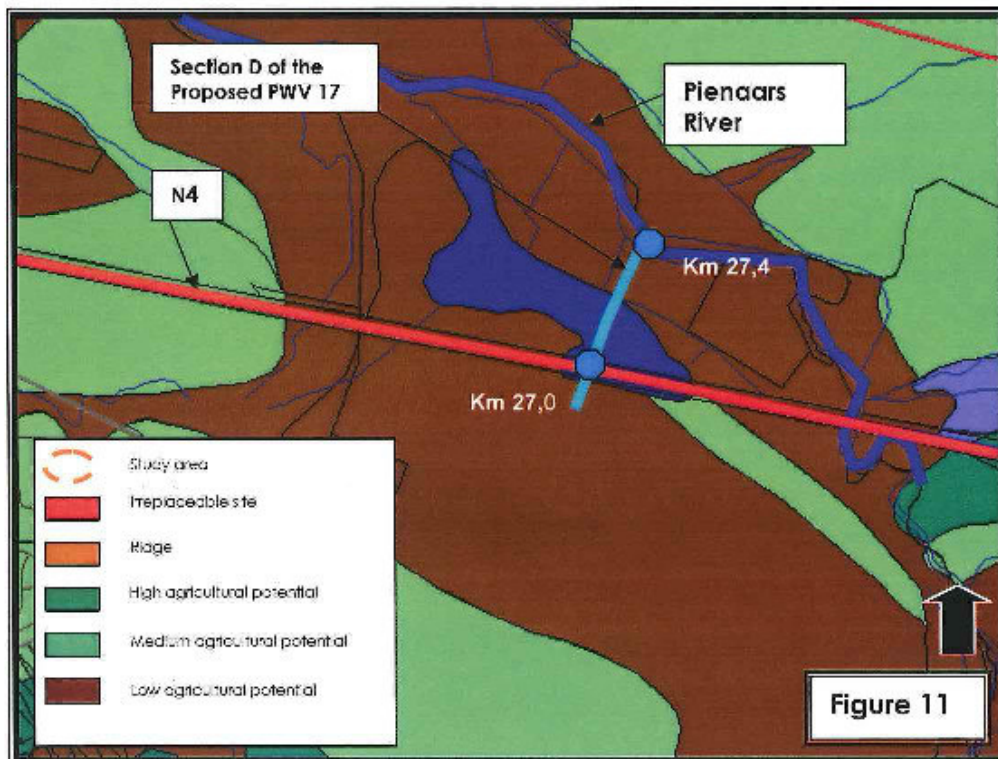 Section D of the
Proposed PWV 17
Pienaars
River
N4
Km 27,4
Km 27,0
Study area
Irreplaceable site
Ridge
High agricultural potential
Medium agricultural potential
Low agricultural potential
Figure 11